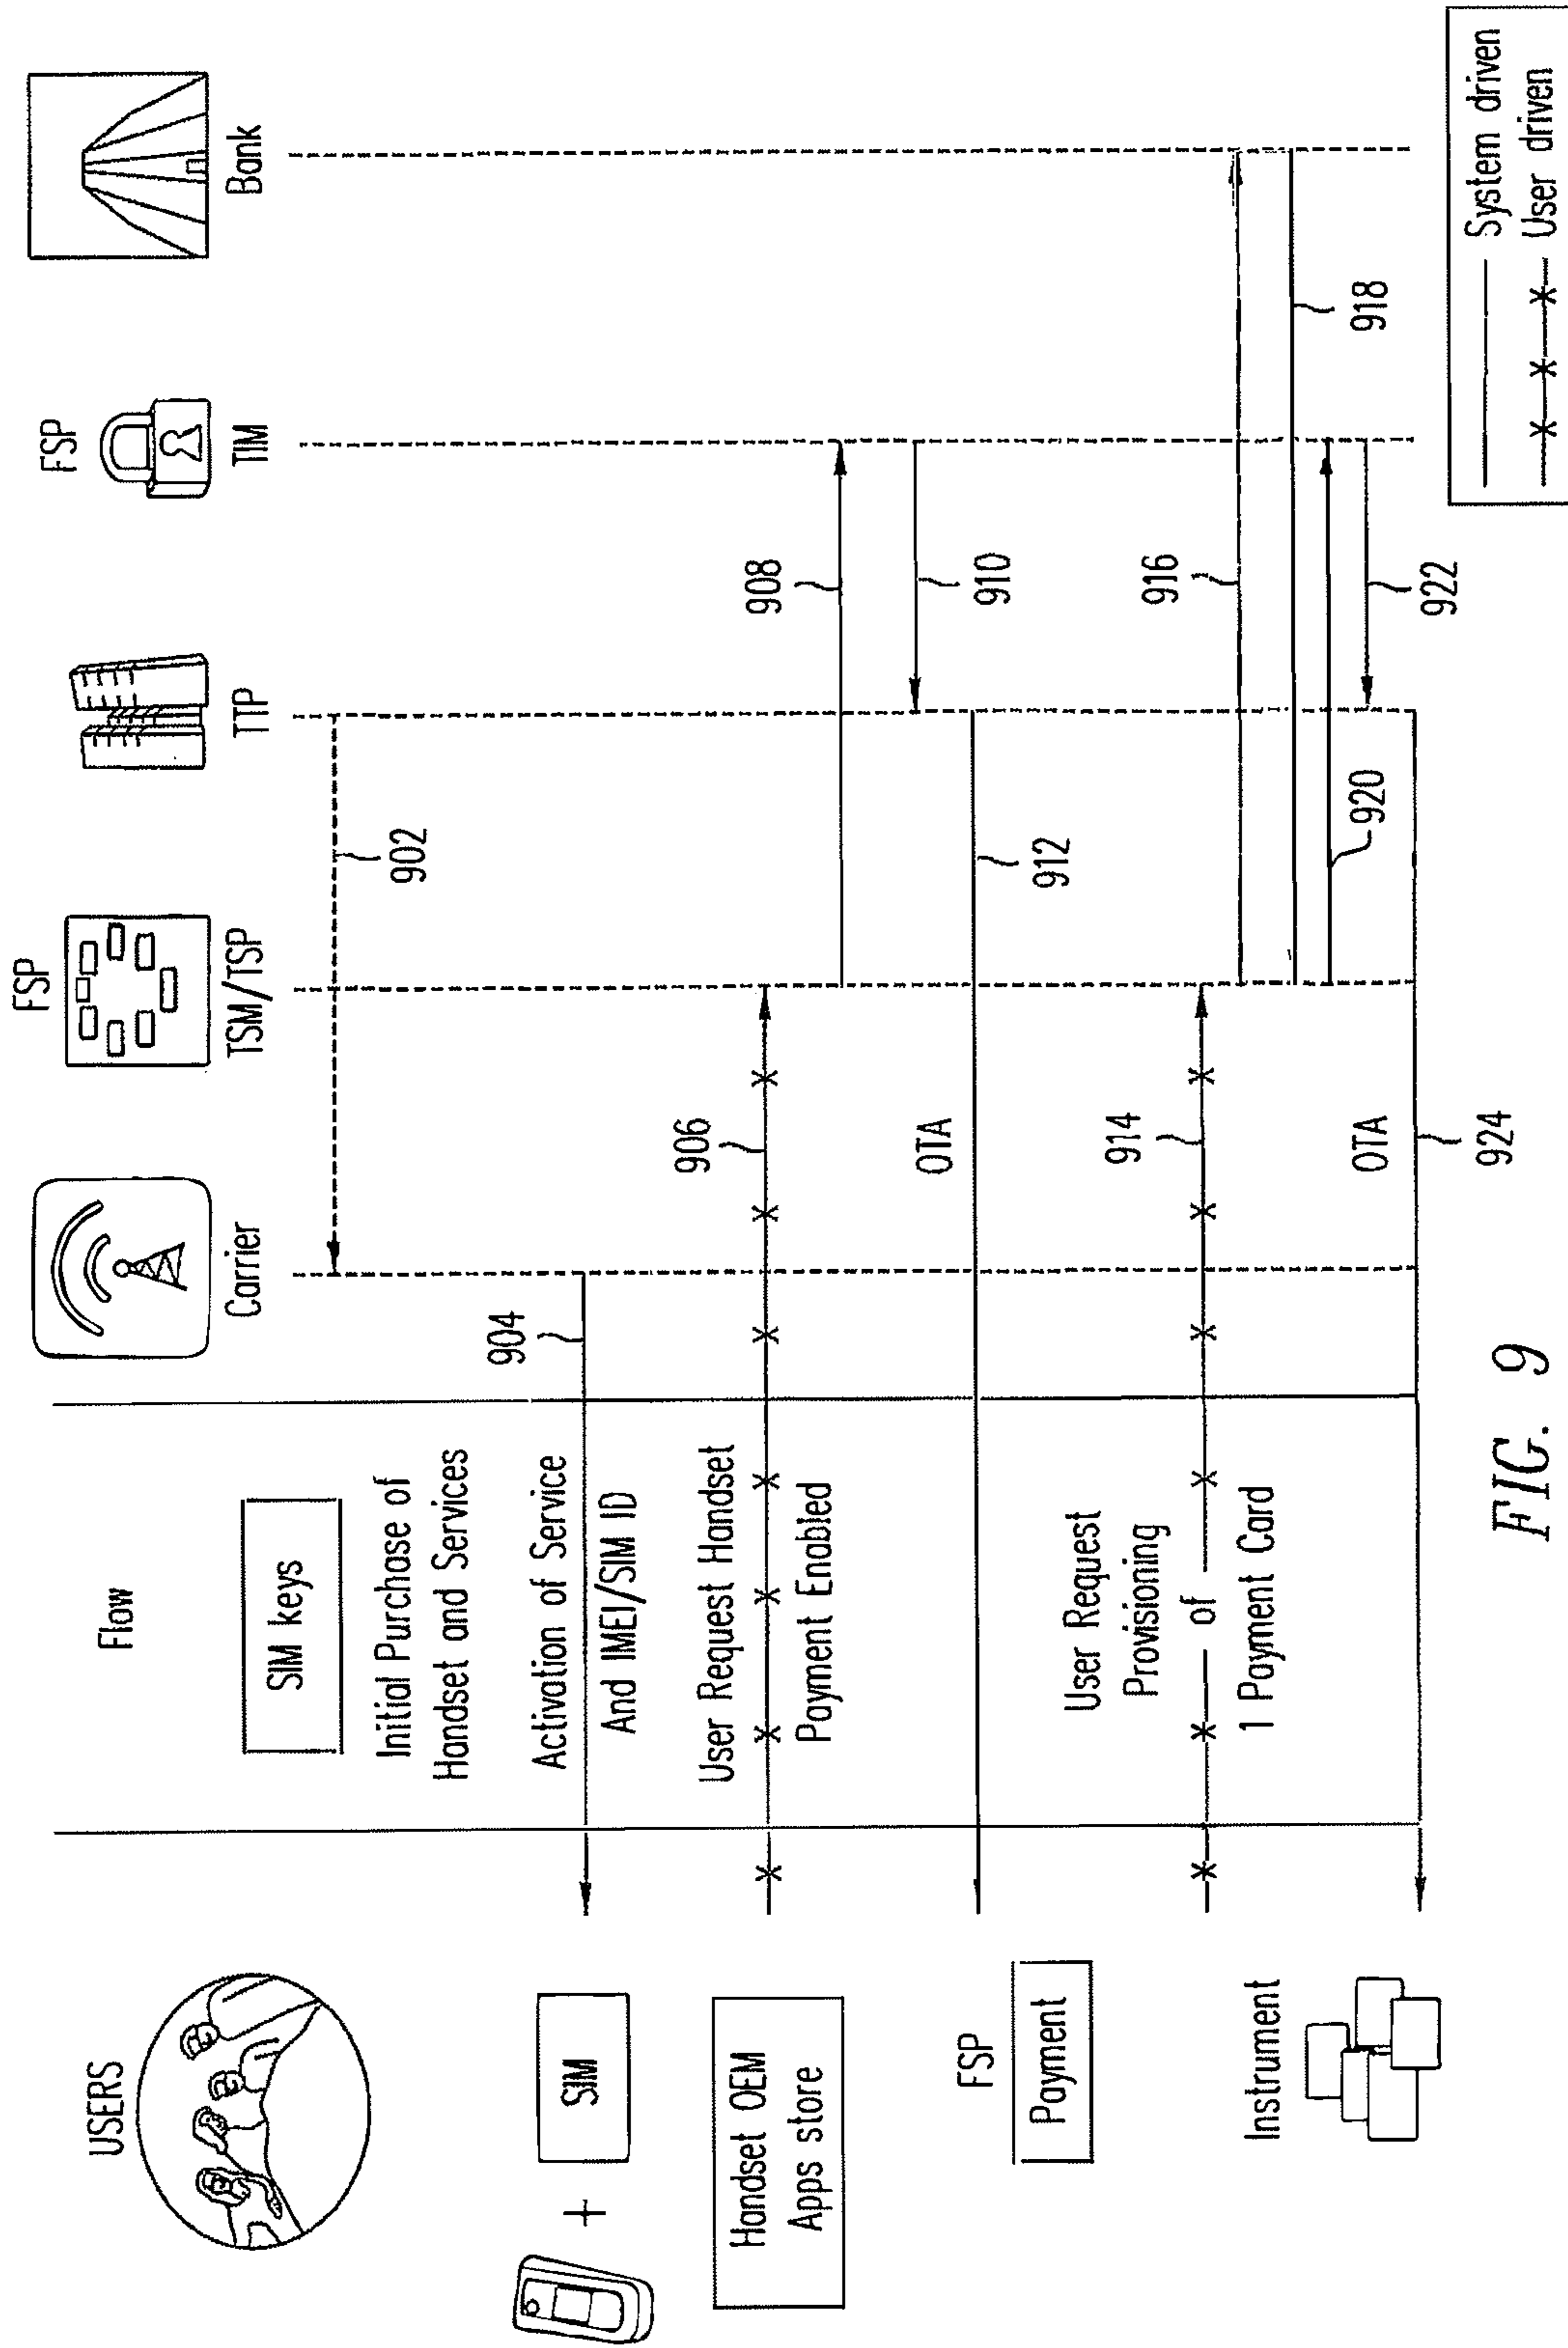 USERS
Flow
Carrier
FSP
TSM/TSP
TTP
FSP
TIM
Bank
SIM keys
902
Initial Purchase of
Handset and Services
+
SIM
Activation of Service
And IMEI/SIM ID
904
Handset OEM
Apps store
User Request Handset
Payment Enabled
906
908
910
OTA
912
FSP
Payment
User Request
Provisioning
of
1 Payment Card
914
916
Instrument
918
920
OTA
922
924
System driven
User driven
FIG. 9